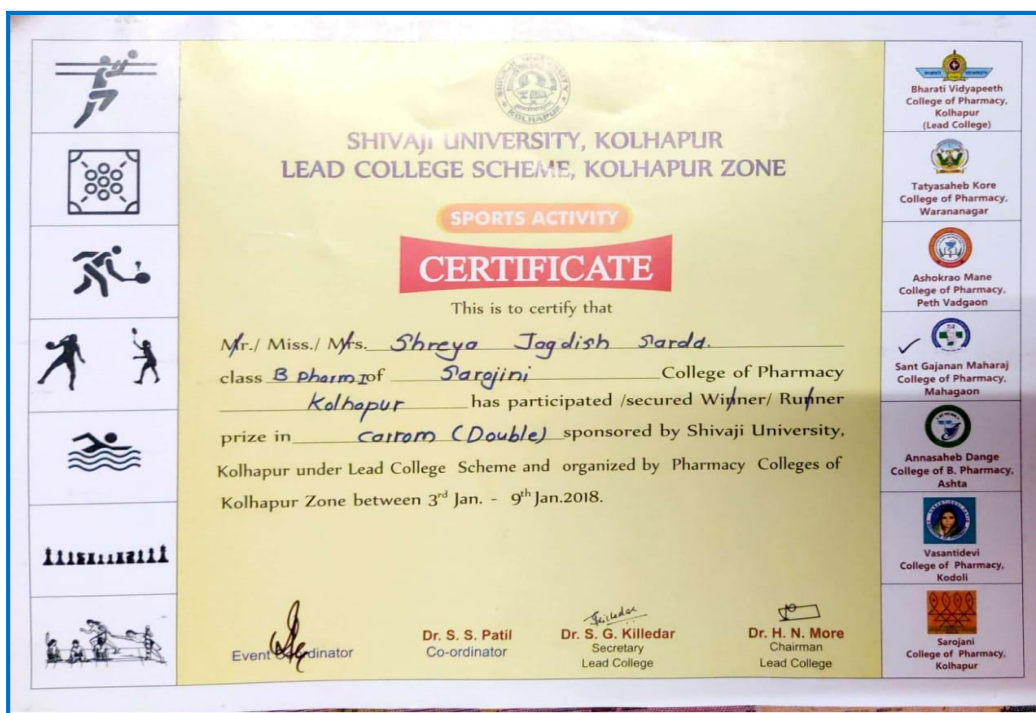 SHIVAJI UNIVERSITY
KOLHAPUR
SHIVAJI UNIVERSITY, KOLHAPUR
LEAD COLLEGE SCHEME, KOLHAPUR ZONE
SPORTS ACTIVITY
CERTIFICATE
This is to certify that
Mr./ Miss./ Mrs. Shreya Jagdish Sarda.
class B Pharm I of Sarojini College of Pharmacy
Kolhapur has participated /secured Winner/ Runner
prize in carrom (Double) sponsored by Shivaji University,
Kolhapur under Lead College Scheme and organized by Pharmacy Colleges of
Kolhapur Zone between 3rd Jan. - 9th Jan.2018.
Event Co-ordinator
Dr. S. S. Patil
Co-ordinator
Dr. S. G. Killedar
Secretary
Lead College
Dr. H. N. More
Chairman
Lead College
Bharati Vidyapeeth
College of Pharmacy,
Kolhapur
(Lead College)
Tatyasaheb Kore
College of Pharmacy,
Warananagar
Ashokrao Mane
College of Pharmacy,
Peth Vadgaon
Sant Gajanan Maharaj
College of Pharmacy,
Mahagaon
Annasaheb Dange
College of B. Pharmacy,
Ashta
Vasantidevi
College of Pharmacy,
Kodoli
Sarojani
College of Pharmacy,
Kolhapur